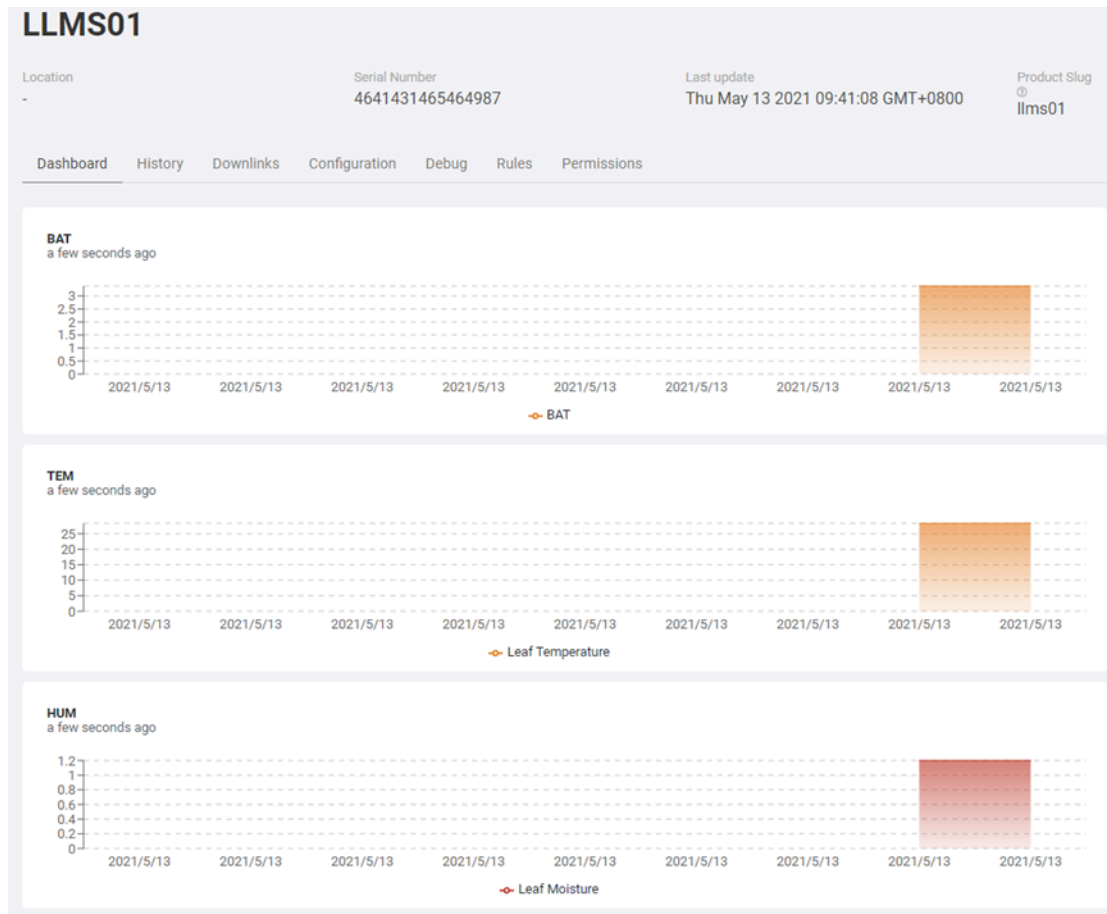 LLMS01
Location
-
Serial Number
4641431465464987
Last update
Thu May 13 2021 09:41:08 GMT+0800
Product Slug
llms01
Dashboard History Downlinks Configuration Debug Rules Permissions
BAT
a few seconds ago
3
2.5
2
1.5
1
0.5
0
2021/5/13 2021/5/13 2021/5/13 2021/5/13 2021/5/13 2021/5/13 2021/5/13 2021/5/13 2021/5/13
BAT
TEM
a few seconds ago
25
20
15
10
5
0
2021/5/13 2021/5/13 2021/5/13 2021/5/13 2021/5/13 2021/5/13 2021/5/13 2021/5/13 2021/5/13
Leaf Temperature
HUM
a few seconds ago
1.2
1
0.8
0.6
0.4
0.2
0
2021/5/13 2021/5/13 2021/5/13 2021/5/13 2021/5/13 2021/5/13 2021/5/13 2021/5/13 2021/5/13
Leaf Moisture